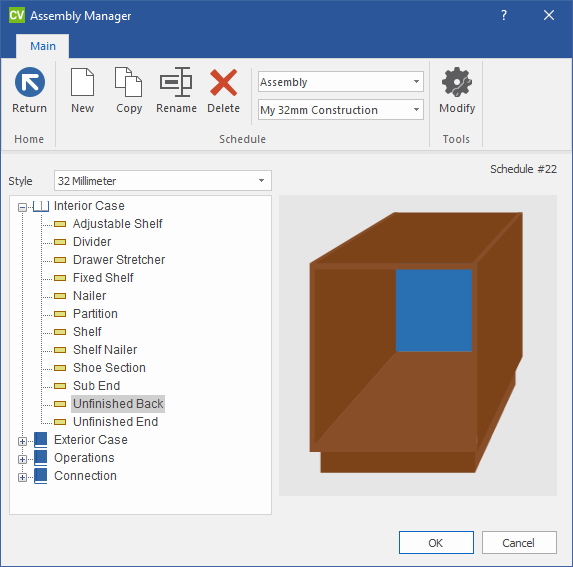 CV Assembly Manager ?
Main
Return New Copy Rename Delete Modify
Assembly
My 32mm Construction
Home Schedule Tools
Schedule #22
Style 32 Millimeter
Interior Case
Adjustable Shelf
Divider
Drawer Stretcher
Fixed Shelf
Nailer
Partition
Shelf
Shelf Nailer
Shoe Section
Sub End
Unfinished Back
Unfinished End
Exterior Case
Operations
Connection
OK Cancel